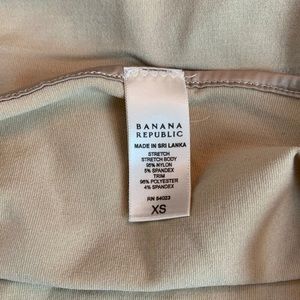 BANANA
REPUBLIC
MADE IN SRI LANKA
STRETCH
STRETCH BODY
95% NYLON
5% SPANDEX
TRIM
96% POLYESTER
4% SPANDEX
RN 54023
XS